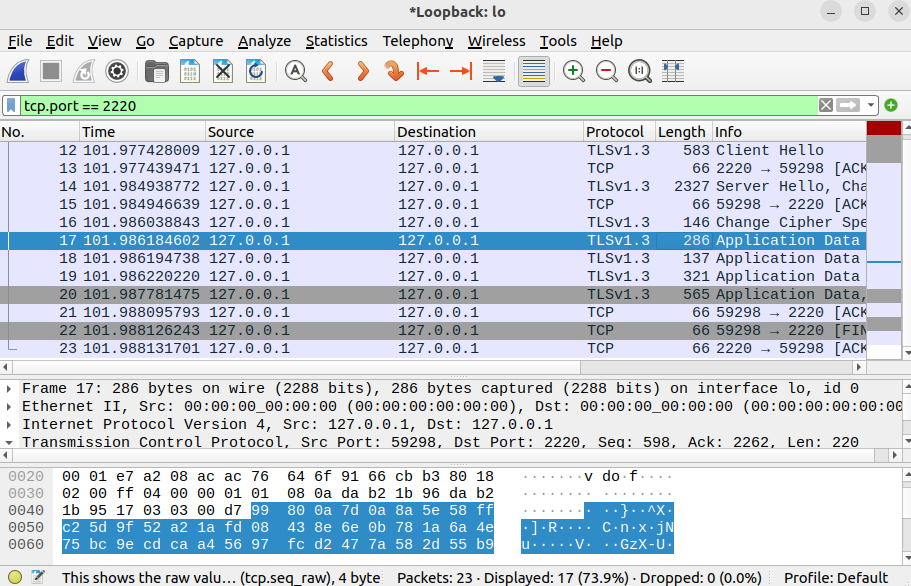 *Loopback: lo
File Edit View Go Capture Analyze Statistics Telephony Wireless Tools Help
tcp.port == 2220
No. Time Source Destination Protocol Length Info
12 101.977428009 127.0.0.1 127.0.0.1 TLSv1.3 583 Client Hello
13 101.977439471 127.0.0.1 127.0.0.1 TCP 66 2220 → 59298 [ACK
14 101.984938772 127.0.0.1 127.0.0.1 TLSv1.3 2327 Server Hello, Cha
15 101.984946639 127.0.0.1 127.0.0.1 TCP 66 59298 → 2220 [ACK
16 101.986038843 127.0.0.1 127.0.0.1 TLSv1.3 146 Change Cipher Spe
17 101.986184602 127.0.0.1 127.0.0.1 TLSv1.3 286 Application Data
18 101.986194738 127.0.0.1 127.0.0.1 TLSv1.3 137 Application Data
19 101.986220220 127.0.0.1 127.0.0.1 TLSv1.3 321 Application Data
20 101.987781475 127.0.0.1 127.0.0.1 TLSv1.3 565 Application Data,
21 101.988095793 127.0.0.1 127.0.0.1 TCP 66 59298 → 2220 [ACK
22 101.988126243 127.0.0.1 127.0.0.1 TCP 66 59298 → 2220 [FIN
23 101.988131701 127.0.0.1 127.0.0.1 TCP 66 2220 → 59298 [ACK
Frame 17: 286 bytes on wire (2288 bits), 286 bytes captured (2288 bits) on interface lo, id 0
Ethernet II, Src: 00:00:00_00:00:00 (00:00:00:00:00:00), Dst: 00:00:00_00:00:00 (00:00:00:00:00:00
Internet Protocol Version 4, Src: 127.0.0.1, Dst: 127.0.0.1
Transmission Control Protocol, Src Port: 59298, Dst Port: 2220, Seq: 598, Ack: 2262, Len: 220
0020 00 01 e7 a2 08 ac ac 76 64 6f 91 66 cb b3 80 18 ·······v do·f····
0030 02 00 ff 04 00 00 01 01 08 0a da b2 1b 96 da b2 ········ ········
0040 1b 95 17 03 03 00 d7 99 80 0a 7d 0a 8a 5e 58 ff ········ ··}··^X·
0050 c2 5d 9f 52 a2 1a fd 08 43 8e 6e 0b 78 1a 6a 4e ·]·R···· C·n·x·jN
0060 75 bc 9e cd ca a4 56 97 fc d2 47 7a 58 2d 55 b9 u·····V· ··GzX-U·
This shows the raw valu… (tcp.seq_raw), 4 byte Packets: 23 · Displayed: 17 (73.9%) · Dropped: 0 (0.0%) Profile: Default